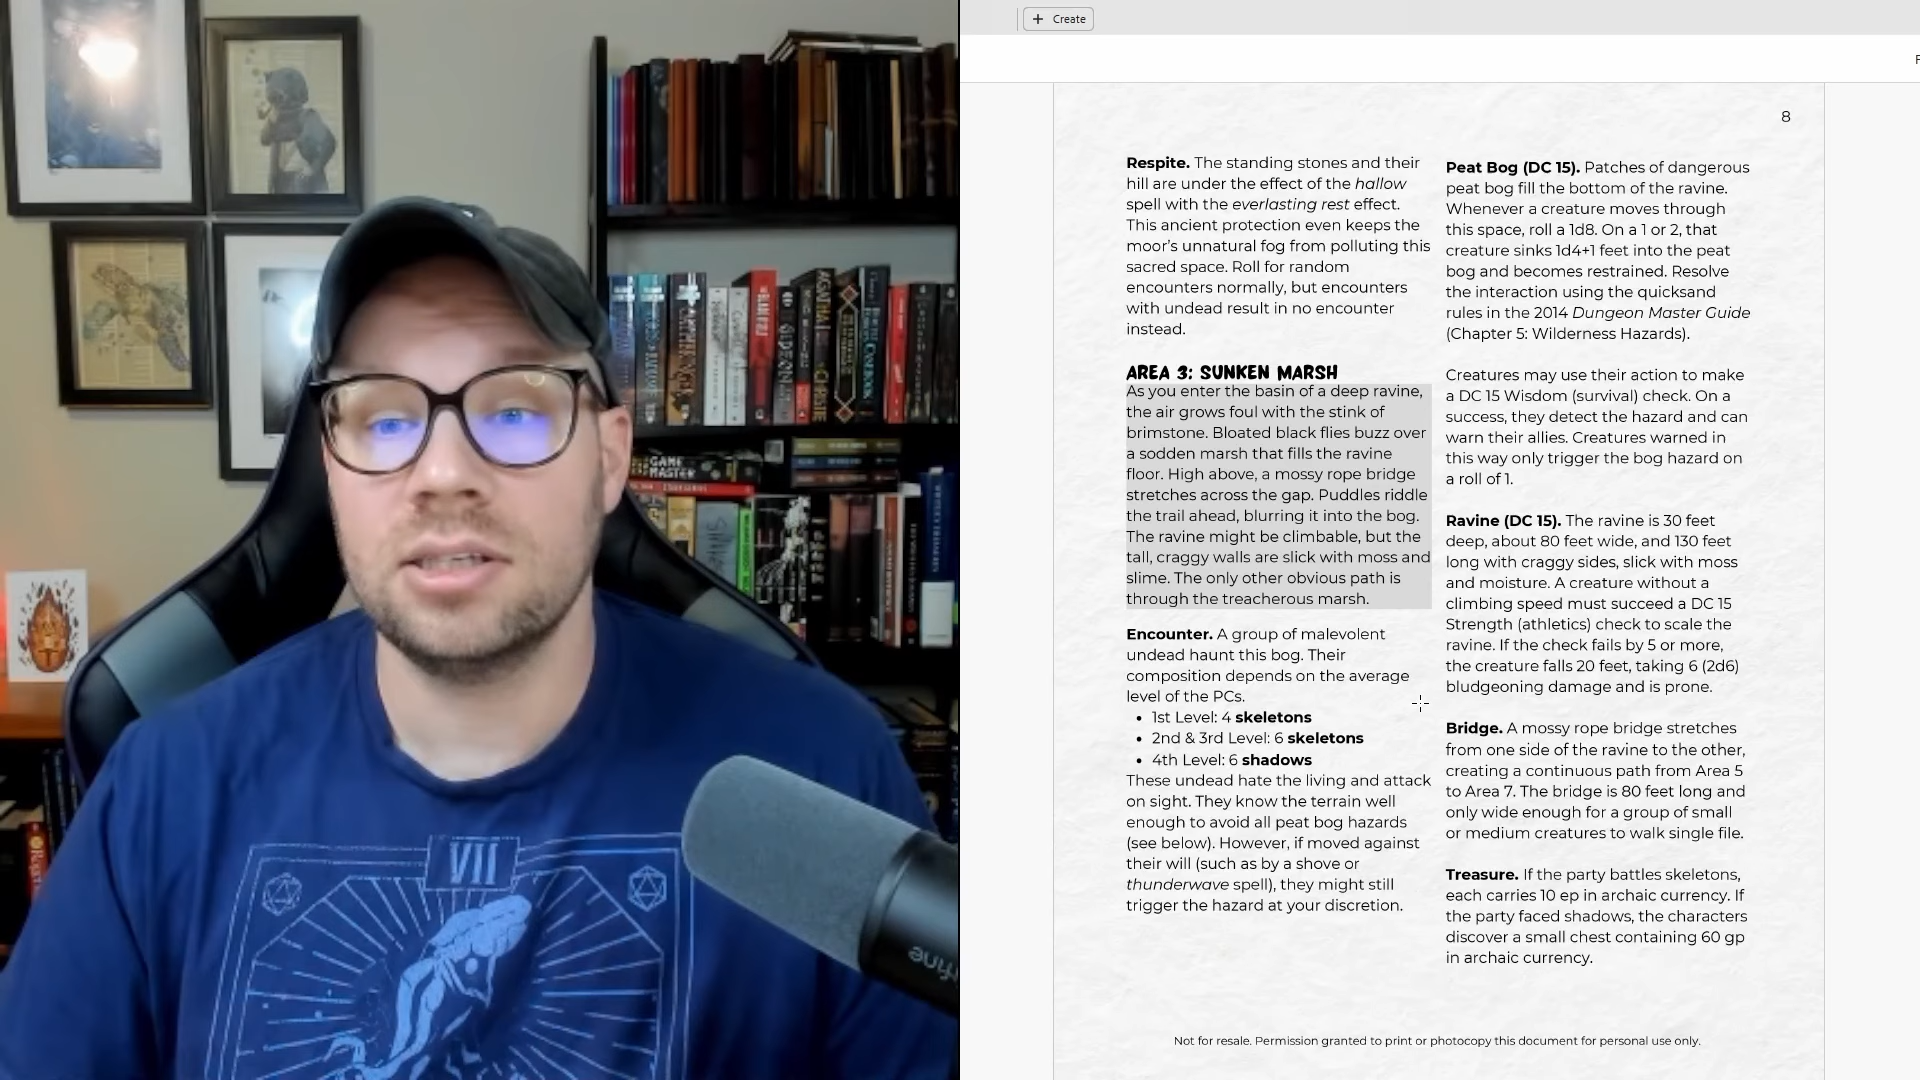 + Create
F
8
Respite. The standing stones and their
hill are under the effect of the hallow
spell with the everlasting rest effect.
This ancient protection even keeps the
moor's unnatural fog from polluting this
sacred space. Roll for random
encounters normally, but encounters
with undead result in no encounter
instead.
AREA 3: SUNKEN MARSH
As you enter the basin of a deep ravine,
the air grows foul with the stink of
brimstone. Bloated black flies buzz over
a sodden marsh that fills the ravine
floor. High above, a mossy rope bridge
stretches across the gap. Puddles riddle
the trail ahead, blurring it into the bog.
The ravine might be climbable, but the
tall, craggy walls are slick with moss and
slime. The only other obvious path is
through the treacherous marsh.
Encounter. A group of malevolent
undead haunt this bog. Their
composition depends on the average
level of the PCs.
• 1st Level: 4 skeletons
• 2nd & 3rd Level: 6 skeletons
• 4th Level: 6 shadows
These undead hate the living and attack
on sight. They know the terrain well
enough to avoid all peat bog hazards
(see below). However, if moved against
their will (such as by a shove or
thunderwave spell), they might still
trigger the hazard at your discretion.
Peat Bog (DC 15). Patches of dangerous
peat bog fill the bottom of the ravine.
Whenever a creature moves through
this space, roll a 1d8. On a 1 or 2, that
creature sinks 1d4+1 feet into the peat
bog and becomes restrained. Resolve
the interaction using the quicksand
rules in the 2014 Dungeon Master Guide
(Chapter 5: Wilderness Hazards).
Creatures may use their action to make
a DC 15 Wisdom (survival) check. On a
success, they detect the hazard and can
warn their allies. Creatures warned in
this way only trigger the bog hazard on
a roll of 1.
Ravine (DC 15). The ravine is 30 feet
deep, about 80 feet wide, and 130 feet
long with craggy sides, slick with moss
and moisture. A creature without a
climbing speed must succeed a DC 15
Strength (athletics) check to scale the
ravine. If the check fails by 5 or more,
the creature falls 20 feet, taking 6 (2d6)
bludgeoning damage and is prone.
Bridge. A mossy rope bridge stretches
from one side of the ravine to the other,
creating a continuous path from Area 5
to Area 7. The bridge is 80 feet long and
only wide enough for a group of small
or medium creatures to walk single file.
Treasure. If the party battles skeletons,
each carries 10 ep in archaic currency. If
the party faced shadows, the characters
discover a small chest containing 60 gp
in archaic currency.
Not for resale. Permission granted to print or photocopy this document for personal use only.
GAME
MASTER
VII